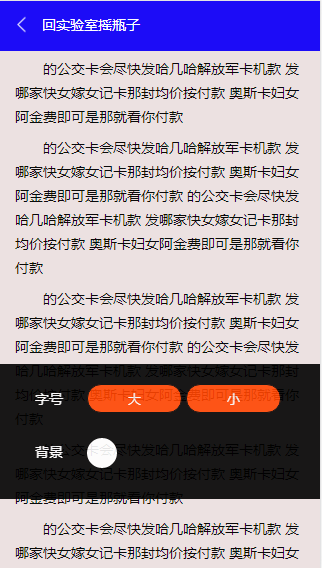 回实验室摇瓶子
的公交卡会尽快发哈几哈解放军卡机款 发
哪家快女嫁女记卡那封均价按付款 奥斯卡妇女
阿金费即可是那就看你付款
的公交卡会尽快发哈几哈解放军卡机款 发
哪家快女嫁女记卡那封均价按付款 奥斯卡妇女
阿金费即可是那就看你付款 的公交卡会尽快发
哈几哈解放军卡机款 发哪家快女嫁女记卡那封
均价按付款 奥斯卡妇女阿金费即可是那就看你
付款
的公交卡会尽快发哈几哈解放军卡机款 发
哪家快女嫁女记卡那封均价按付款 奥斯卡妇女
阿金费即可是那就看你付款 的公交卡会尽快发
字号 大 小
背景
的公交卡会尽快发哈几哈解放军卡机款 发
哪家快女嫁女记卡那封均价按付款 奥斯卡妇女